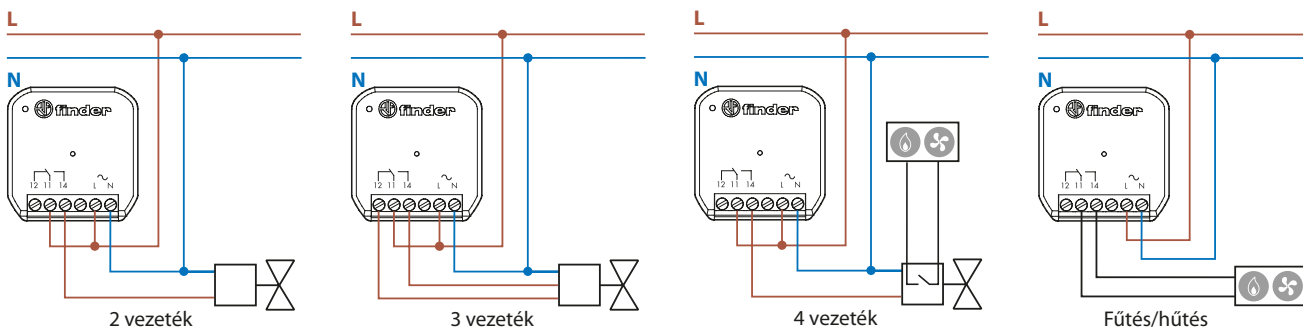 L
N
finder
12 11 14 L N
2 vezeték
L
N
finder
12 11 14 L N
3 vezeték
L
N
finder
12 11 14 L N
4 vezeték
L
N
finder
12 11 14 L N
Fűtés/hűtés